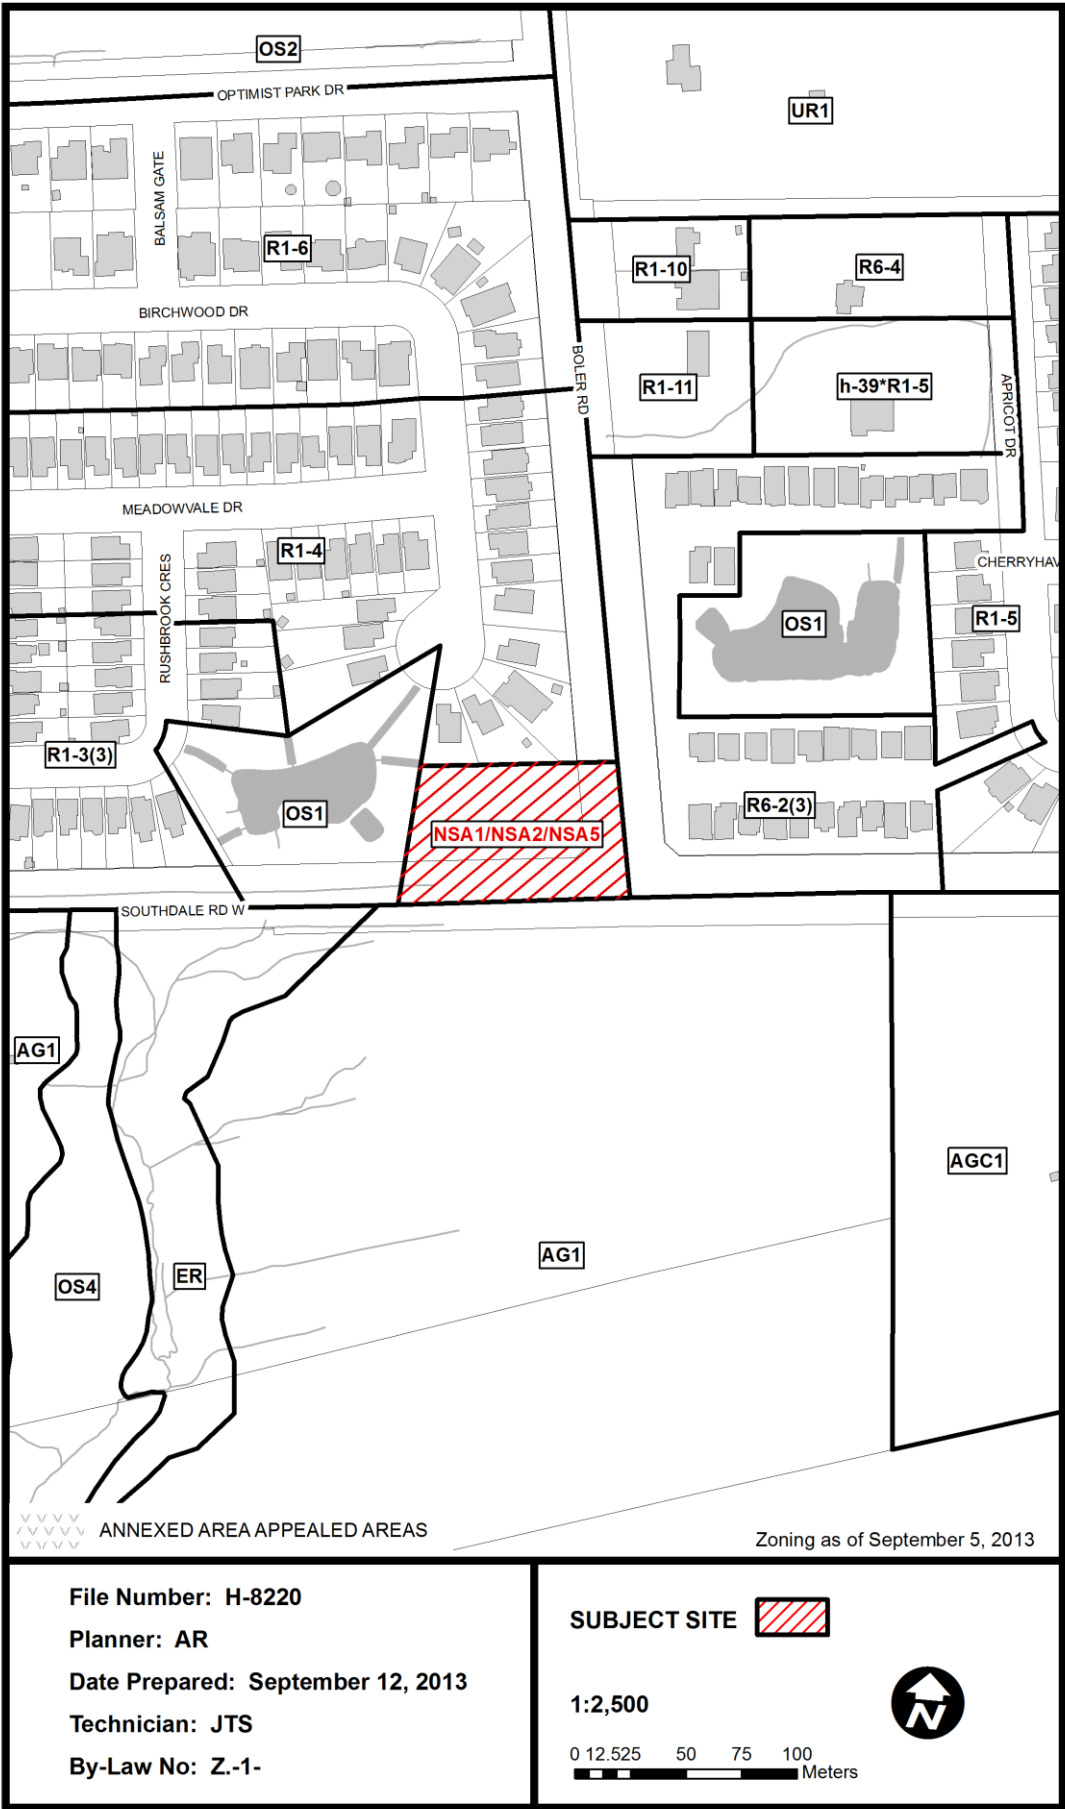 OS2
OPTIMIST PARK DR
UR1
BALSAM GATE
R1-6
R1-10
R6-4
BIRCHWOOD DR
BOLER RD
R1-11
h-39*R1-5
APRICOT DR
MEADOWVALE DR
R1-4
RUSHBROOK CRES
CHERRYHAV
OS1
R1-5
R1-3(3)
OS1
NSA1/NSA2/NSA5
R6-2(3)
SOUTHDALE RD W
AG1
AGC1
AG1
OS4
ER
ANNEXED AREA APPEALED AREAS
Zoning as of September 5, 2013
File Number: H-8220
Planner: AR
Date Prepared: September 12, 2013
Technician: JTS
By-Law No: Z.-1-
SUBJECT SITE
1:2,500
N
0 12.525 50 75 100
Meters